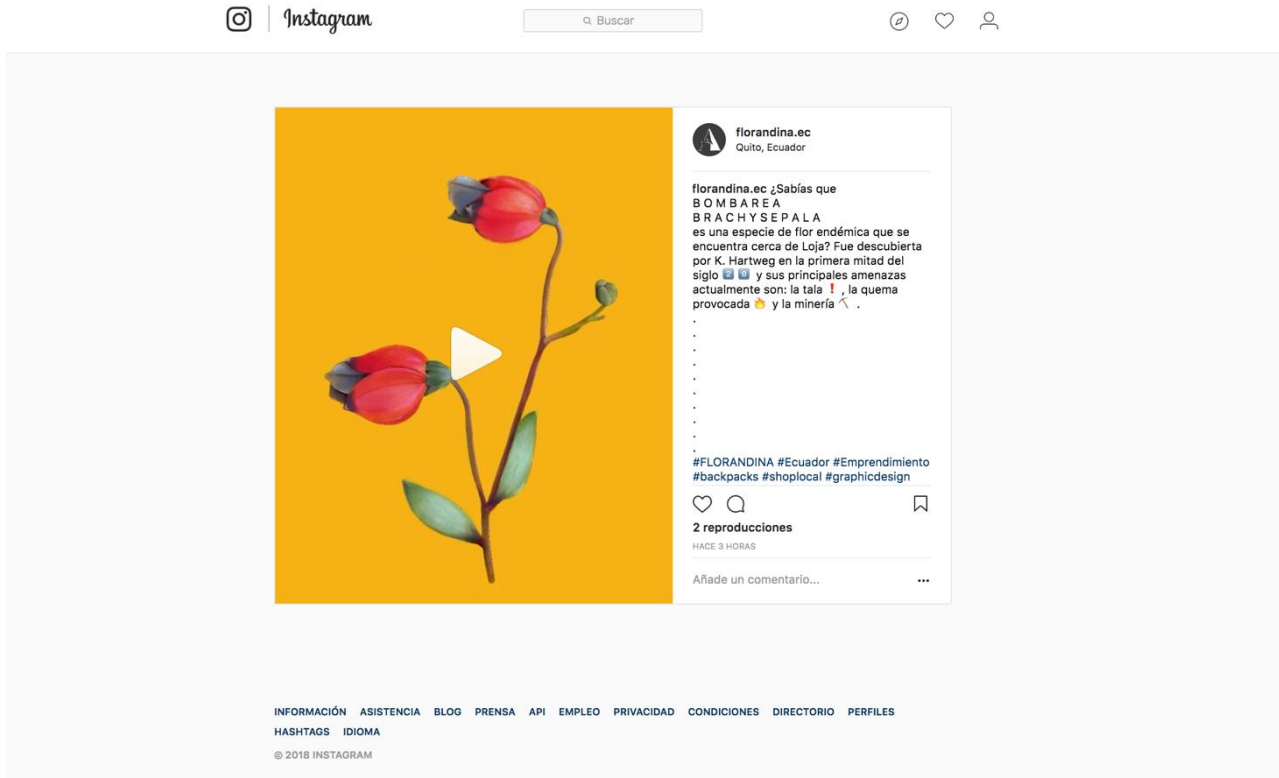 Instagram
Buscar
florandina.ec
Quito, Ecuador
florandina.ec ¿Sabías que
B O M B A R E A
B R A C H Y S E P A L A
es una especie de flor endémica que se
encuentra cerca de Loja? Fue descubierta
por K. Hartweg en la primera mitad del
siglo 2️⃣ 0️⃣ y sus principales amenazas
actualmente son: la tala ❗ , la quema
provocada 🔥 y la minería ⛏ .
.
.
.
.
.
.
.
.
.
.
#FLORANDINA #Ecuador #Emprendimiento
#backpacks #shoplocal #graphicdesign
2 reproducciones
HACE 3 HORAS
Añade un comentario...
INFORMACIÓN ASISTENCIA BLOG PRENSA API EMPLEO PRIVACIDAD CONDICIONES DIRECTORIO PERFILES
HASHTAGS IDIOMA
© 2018 INSTAGRAM